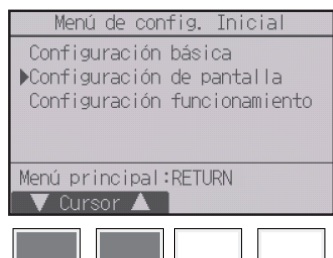 Menú de config. Inicial
Configuración básica
▶Configuración de pantalla
Configuración funcionamiento
Menú principal:RETURN
▼ Cursor ▲